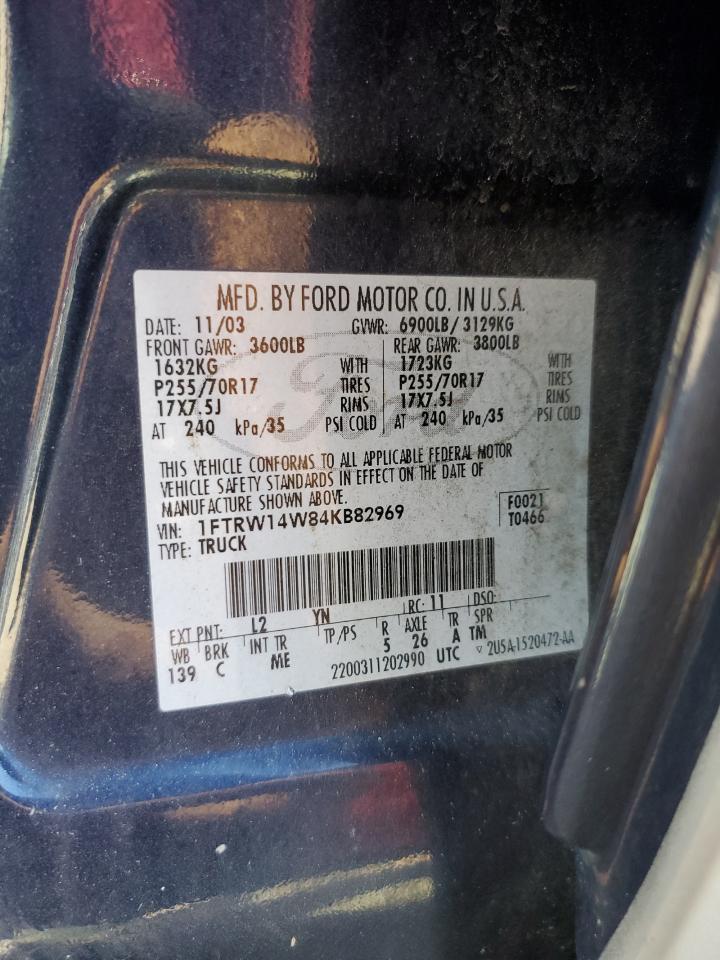 MFD. BY FORD MOTOR CO. IN U.S.A.
DATE: 11/03 GVWR: 6900LB/ 3129KG
FRONT GAWR: 3600LB REAR GAWR: 3800LB
1632KG WITH 1723KG WITH
P255/70R17 TIRES P255/70R17 TIRES
17X7.5J RIMS 17X7.5J RIMS
AT 240 kPa/35 PSI COLD AT 240 kPa/35 PSI COLD
Ford
THIS VEHICLE CONFORMS TO ALL APPLICABLE FEDERAL MOTOR
VEHICLE SAFETY STANDARDS IN EFFECT ON THE DATE OF
MANUFACTURE SHOWN ABOVE.
VIN: 1FTRW14W84KB82969 F0021
TYPE: TRUCK T0466
EXT PNT: L2 YN RC: 11 DSO:
WB BRK INT TR TP/PS R AXLE TR SPR
139 C ME 5 26 A TM
2200311202990 UTC ▽ 2U5A-1520472-AA